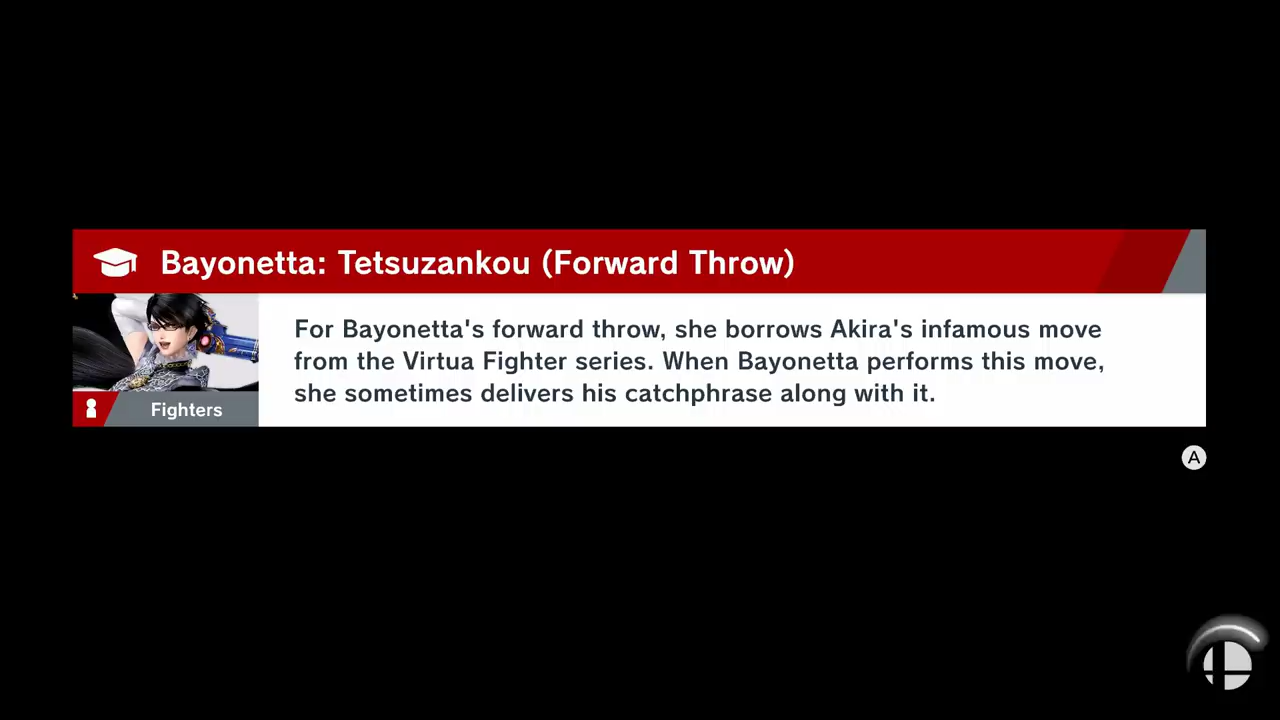 Bayonetta: Tetsuzankou (Forward Throw)
For Bayonetta's forward throw, she borrows Akira's infamous move
from the Virtua Fighter series. When Bayonetta performs this move,
she sometimes delivers his catchphrase along with it.
Fighters
A